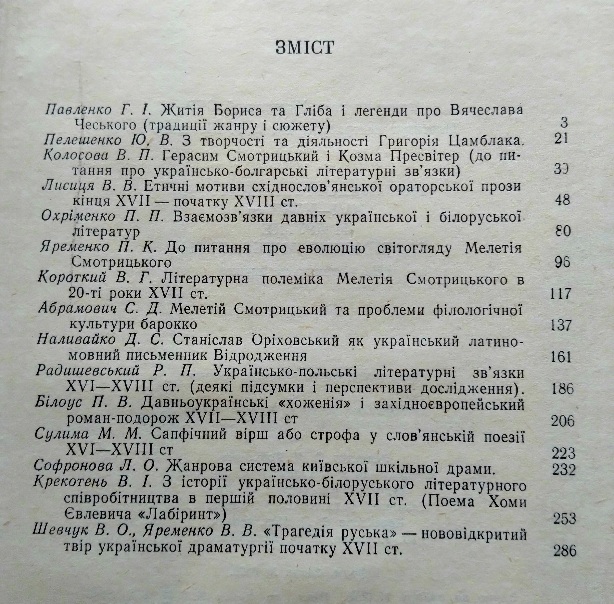 ЗМІСТ
Павленко Г. І. Житія Бориса та Гліба і легенди про Вячеслава
Чеського (традиції жанру і сюжету) 3
Пелешенко Ю. В. З творчості та діяльності Григорія Цамблака. 21
Колосова В. П. Герасим Смотрицький і Козма Пресвітер (до пи-
тання про українсько-болгарські літературні зв'язки) 39
Лисиця В. В. Етичні мотиви східнослов'янської ораторської прози
кінця XVII — початку XVIII ст. 48
Охріменко П. П. Взаємозв'язки давніх української і білоруської
літератур 80
Яременко П. К. До питання про еволюцію світогляду Мелетія
Смотрицького 96
Короткий В. Г. Літературна полеміка Мелетія Смотрицького в
20-ті роки XVII ст. 117
Абрамович С. Д. Мелетій Смотрицький та проблеми філологічної
культури барокко 137
Наливайко Д. С. Станіслав Оріховський як український латино-
мовний письменник Відродження 161
Радишевський Р. П. Українсько-польські літературні зв'язки
XVI—XVIII ст. (деякі підсумки і перспективи дослідження). 186
Білоус П. В. Давньоукраїнські «хоженія» і західноєвропейський
роман-подорож XVII—XVIII ст 206
Сулима М. М. Сапфічний вірш або строфа у слов'янській поезії
XVI—XVIII ст 223
Софронова Л. О. Жанрова система київської шкільної драми. 232
Крекотень В. І. З історії українсько-білоруського літературного
співробітництва в першій половині XVII ст. (Поема Хоми
Євлевича «Лабіринт») 253
Шевчук В. О., Яременко В. В. «Трагедія руська» — нововідкритий
твір української драматургії початку XVII ст. 286